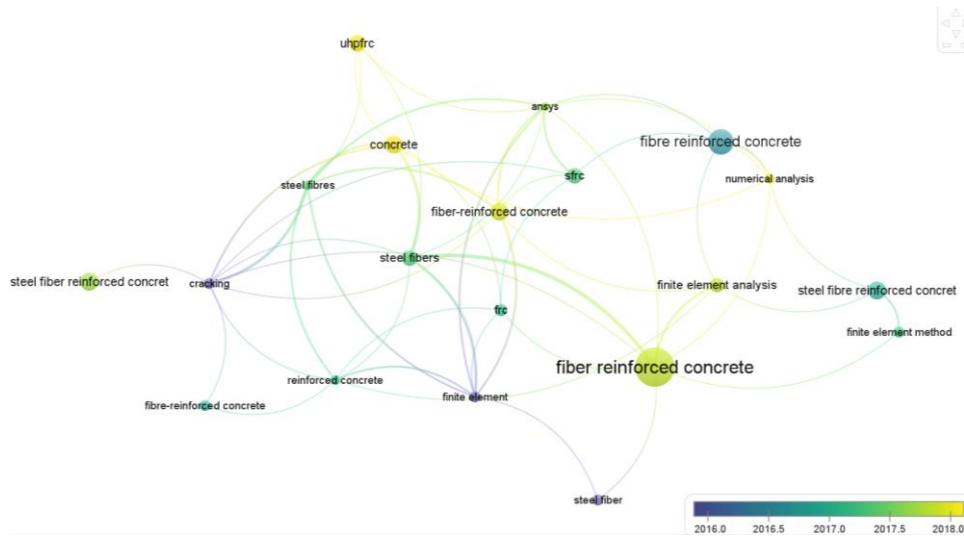 uhpfrc
ansys
fibre reinforced concrete
concrete
sfrc
numerical analysis
steel fibres
fiber-reinforced concrete
steel fibers
steel fiber reinforced concret
cracking
finite element analysis
steel fibre reinforced concret
frc
finite element method
fiber reinforced concrete
reinforced concrete
finite element
fibre-reinforced concrete
steel fiber
2016.0 2016.5 2017.0 2017.5 2018.0